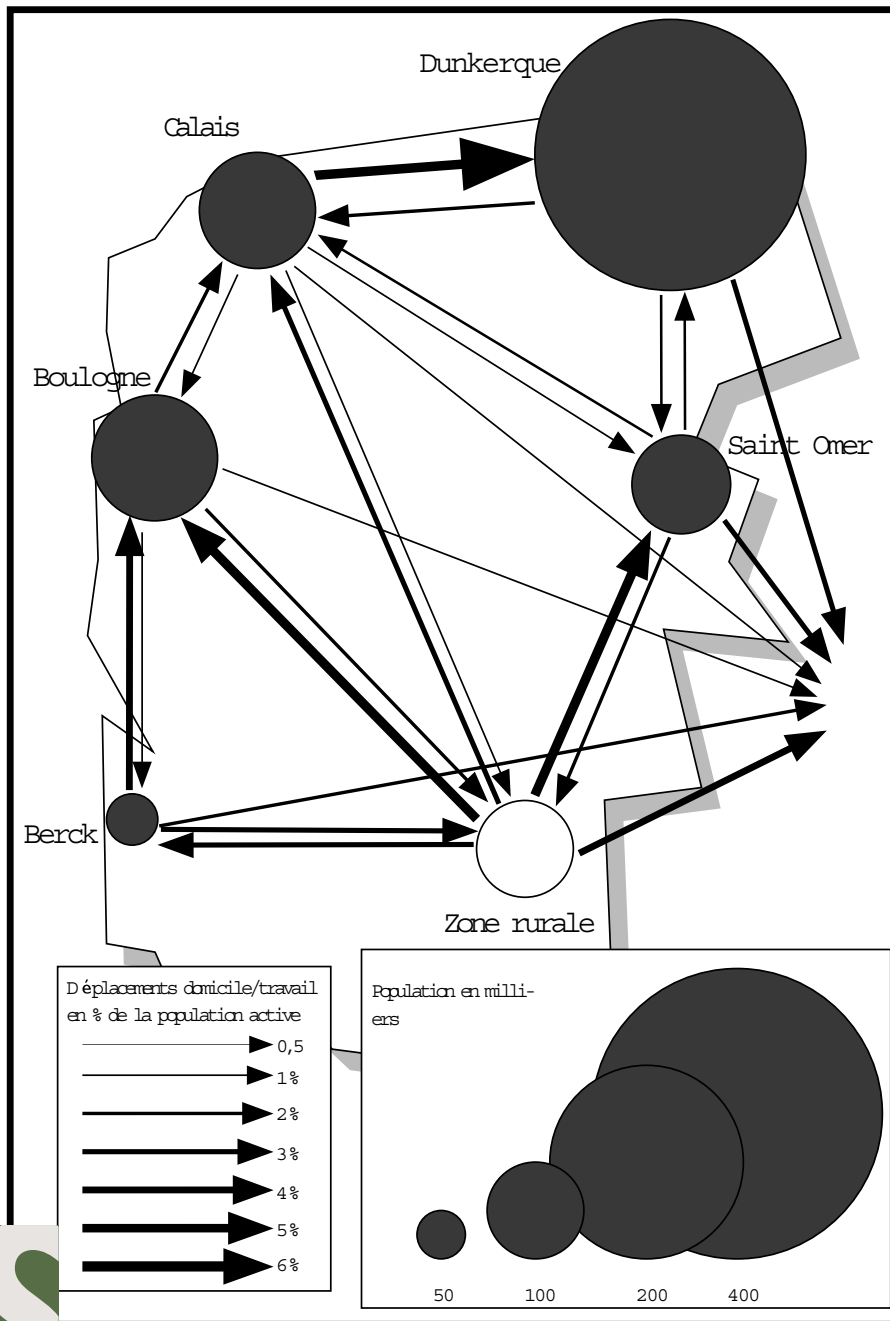 Dunkerque
Calais
Boulogne
Saint Omer
Berck
Zone rurale
Déplacements domicile/travail
en % de la population active
0,5
1%
2%
3%
4%
5%
6%
Population en milli-
ers
50 100 200 400